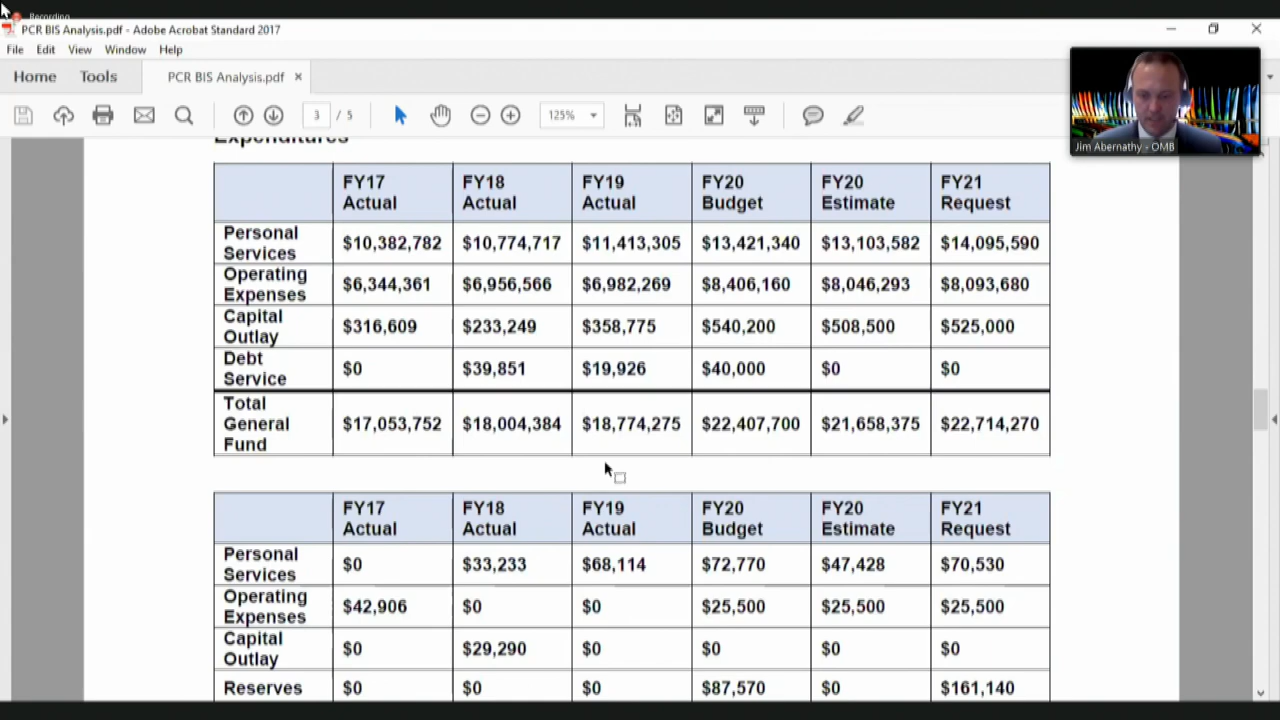 Recording
PCR BIS Analysis.pdf - Adobe Acrobat Standard 2017
File Edit View Window Help
Home Tools PCR BIS Analysis.pdf ×
3 / 5 125%
Jim Abernathy - OMB
Expenditures
FY17 Actual FY18 Actual FY19 Actual FY20 Budget FY20 Estimate FY21 Request
Personal Services $10,382,782 $10,774,717 $11,413,305 $13,421,340 $13,103,582 $14,095,590
Operating Expenses $6,344,361 $6,956,566 $6,982,269 $8,406,160 $8,046,293 $8,093,680
Capital Outlay $316,609 $233,249 $358,775 $540,200 $508,500 $525,000
Debt Service $0 $39,851 $19,926 $40,000 $0 $0
Total General Fund $17,053,752 $18,004,384 $18,774,275 $22,407,700 $21,658,375 $22,714,270
FY17 Actual FY18 Actual FY19 Actual FY20 Budget FY20 Estimate FY21 Request
Personal Services $0 $33,233 $68,114 $72,770 $47,428 $70,530
Operating Expenses $42,906 $0 $0 $25,500 $25,500 $25,500
Capital Outlay $0 $29,290 $0 $0 $0 $0
Reserves $0 $0 $0 $87,570 $0 $161,140